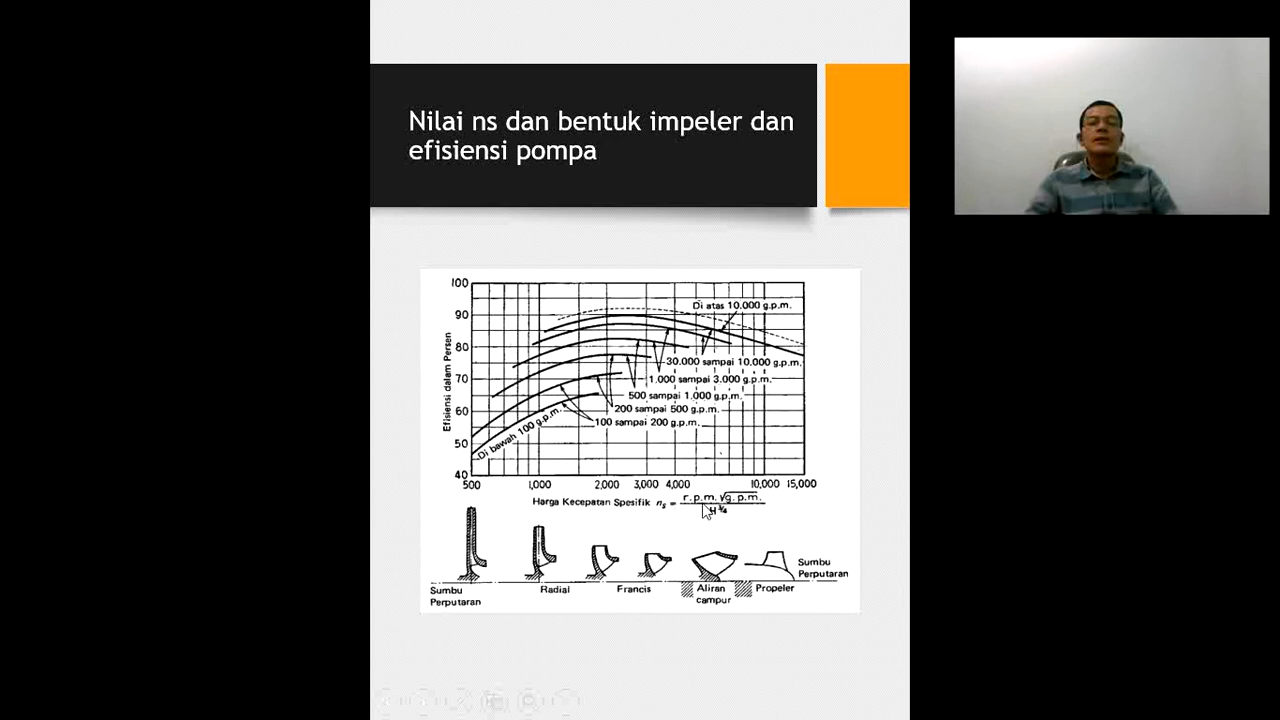 Nilai ns dan bentuk impeler dan
efisiensi pompa
100
90
80
70
60
50
40
Efisiensi dalam Persen
Di atas 10.000 g.p.m.
30.000 sampai 10.000 g.p.m.
1.000 sampai 3.000 g.p.m.
500 sampai 1.000 g.p.m.
200 sampai 500 g.p.m.
100 sampai 200 g.p.m.
Di bawah 100 g.p.m.
500 1,000 2,000 3,000 4,000 10,000 15,000
Harga Kecepatan Spesifik ns = r.p.m. √g.p.m.
H ¾
Sumbu
Perputaran
Radial
Francis
Aliran
campur
Propeler
Sumbu
Perputaran